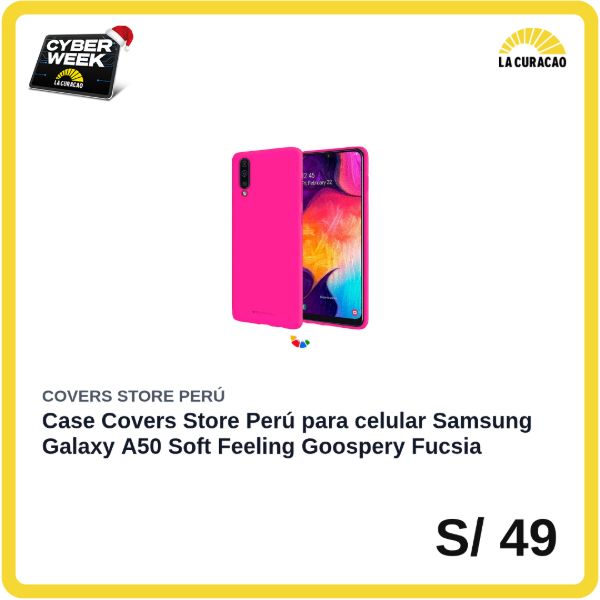 CYBER
WEEK
LA CURACAO
LA CURACAO
COVERS STORE PERÚ
Case Covers Store Perú para celular Samsung
Galaxy A50 Soft Feeling Goospery Fucsia
S/ 49